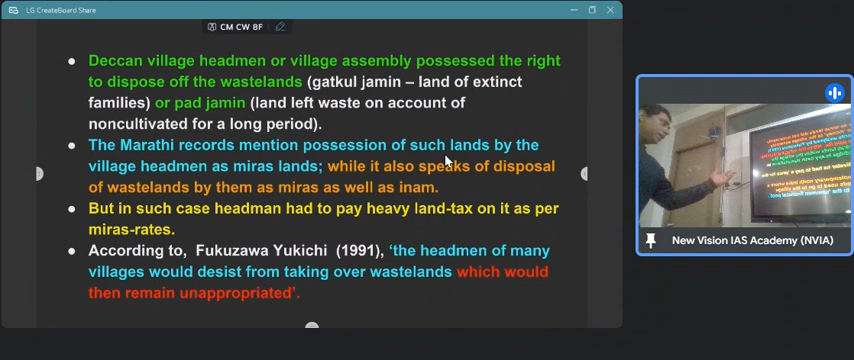 LG CreateBoard Share
CM CW BF
Deccan village headmen or village assembly possessed the right
to dispose off the wastelands (gatkul jamin – land of extinct
families) or pad jamin (land left waste on account of
noncultivated for a long period).
The Marathi records mention possession of such lands by the
village headmen as miras lands; while it also speaks of disposal
of wastelands by them as miras as well as inam.
But in such case headman had to pay heavy land-tax on it as per
miras-rates.
According to, Fukuzawa Yukichi (1991), ‘the headmen of many
villages would desist from taking over wastelands which would
then remain unappropriated’.
New Vision IAS Academy (NVIA)